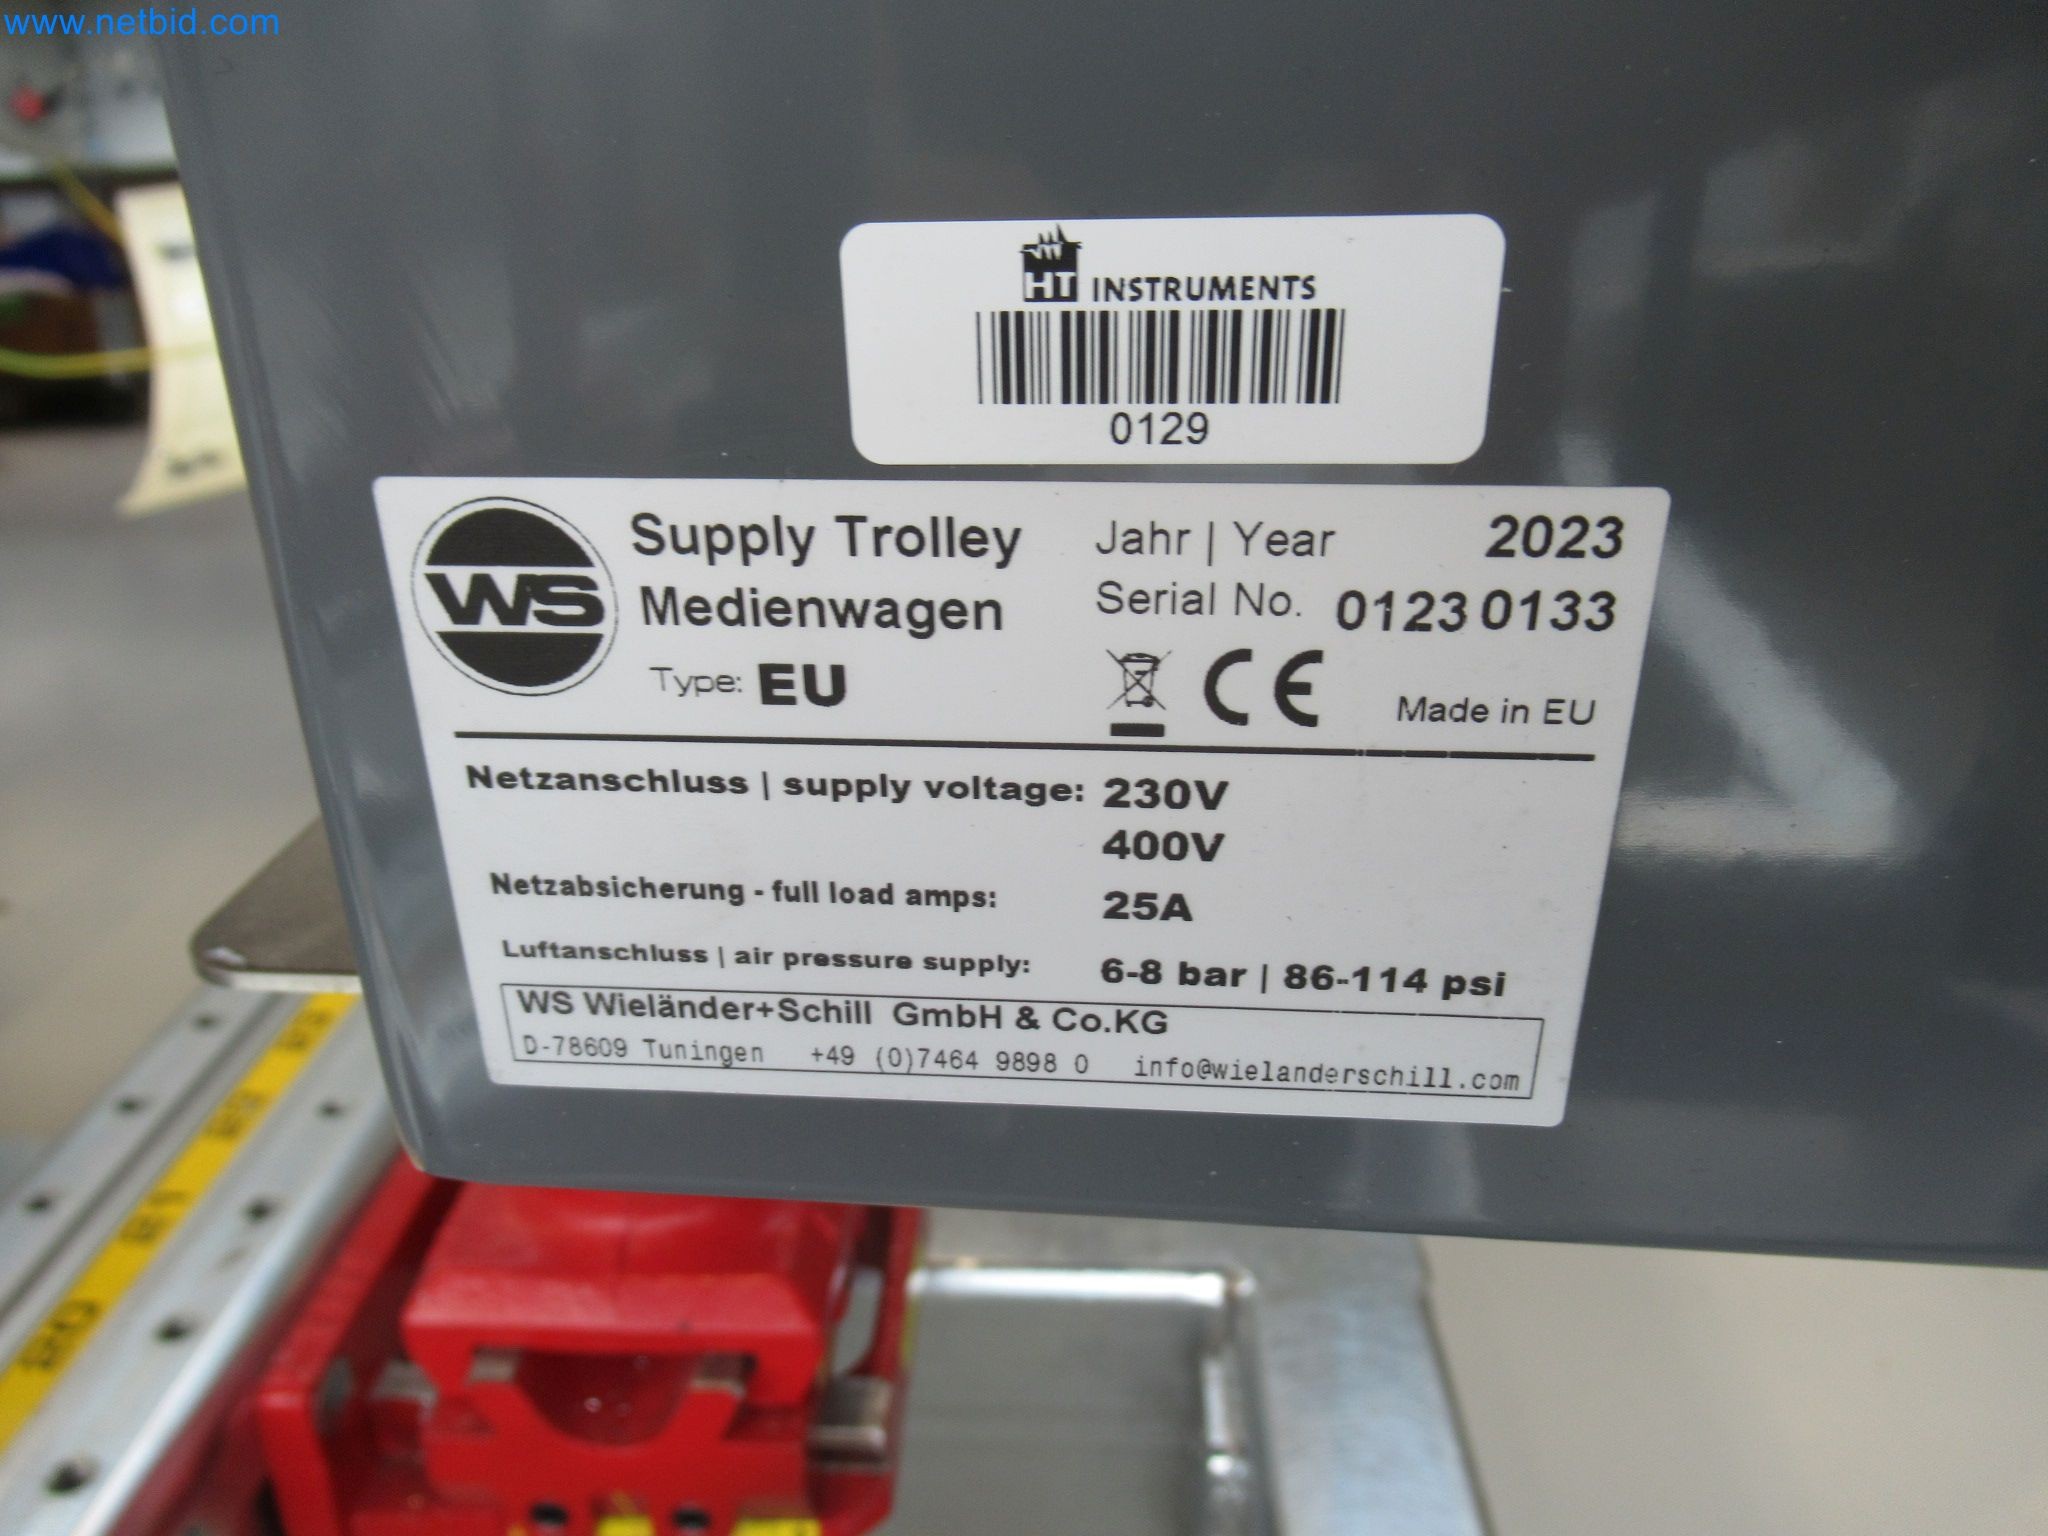 www.netbid.com
HT INSTRUMENTS
0129
WS
Supply Trolley
Medienwagen
Type: EU
Jahr | Year 2023
Serial No. 01230133
CE
Made in EU
Netzanschluss | supply voltage: 230V
400V
Netzabsicherung - full load amps: 25A
Luftanschluss | air pressure supply: 6-8 bar | 86-114 psi
WS Wieländer+Schill GmbH & Co.KG
D-78609 Tuningen +49 (0)7464 9898 0 info@wielanderschill.com